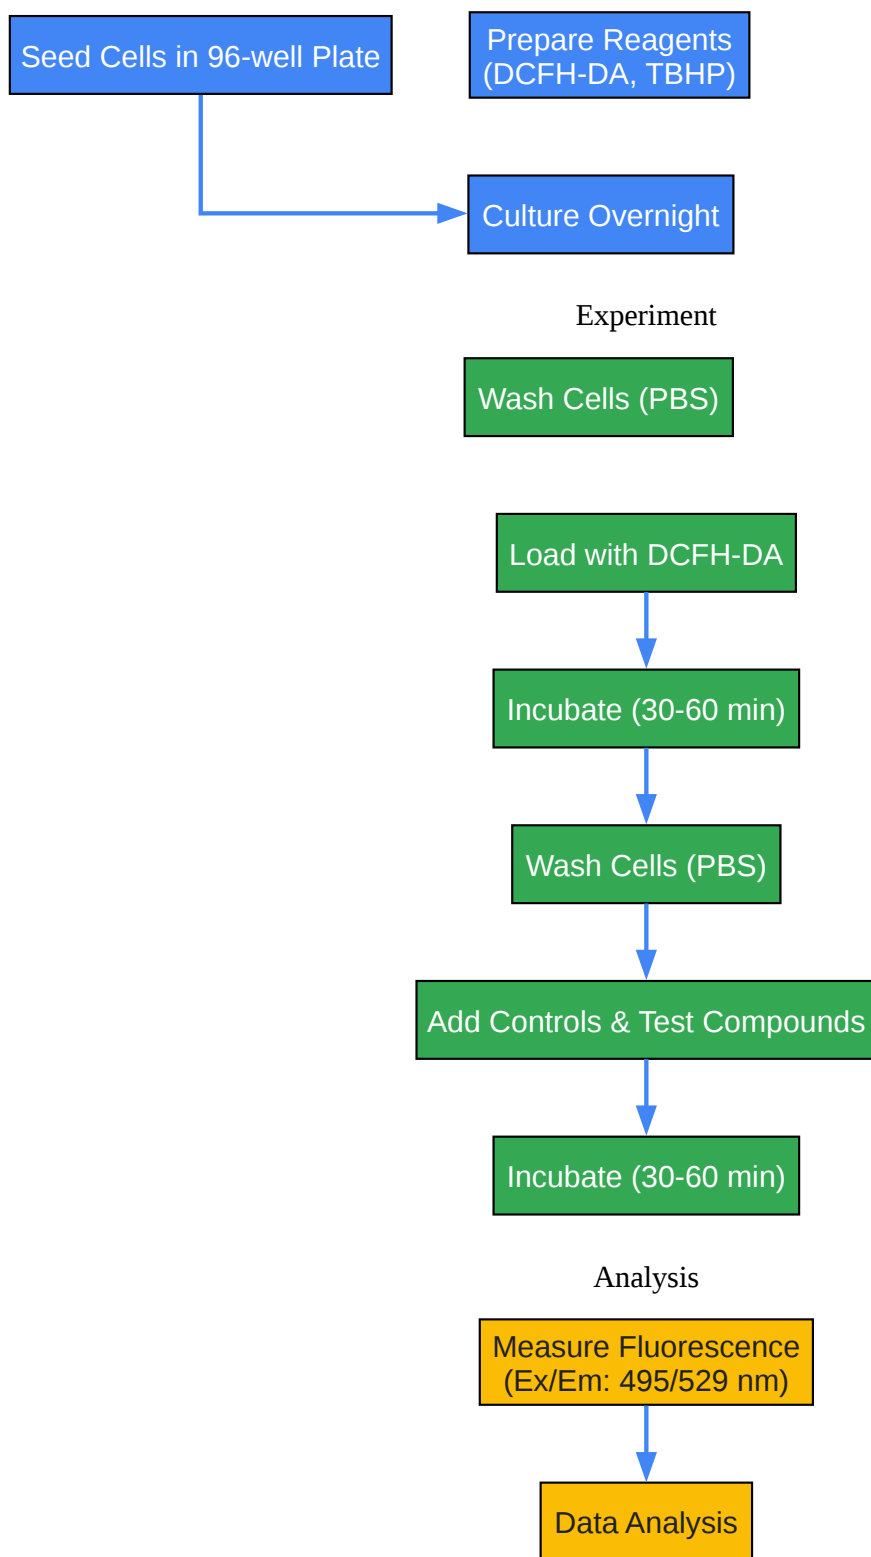 Seed Cells in 96-well Plate
Prepare Reagents
(DCFH-DA, TBHP)
Culture Overnight
Experiment
Wash Cells (PBS)
Load with DCFH-DA
Incubate (30-60 min)
Wash Cells (PBS)
Add Controls & Test Compounds
Incubate (30-60 min)
Analysis
Measure Fluorescence
(Ex/Em: 495/529 nm)
Data Analysis